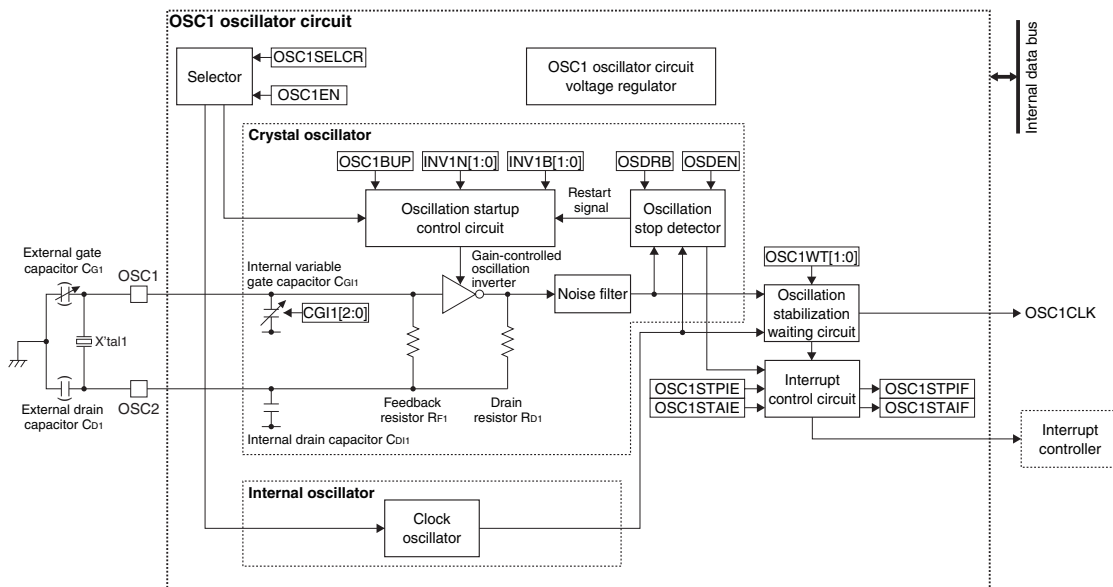 OSC1 oscillator circuit
Selector
OSC1SELCR
OSC1EN
OSC1 oscillator circuit
voltage regulator
Internal data bus
Crystal oscillator
OSC1BUP
INV1N[1:0]
INV1B[1:0]
OSDRB
OSDEN
Oscillation startup
control circuit
Restart
signal
Oscillation
stop detector
External gate
capacitor CG1
OSC1
Internal variable
gate capacitor CGI1
Gain-controlled
oscillation
inverter
OSC1WT[1:0]
CGI1[2:0]
Noise filter
Oscillation
stabilization
waiting circuit
OSC1CLK
X'tal1
Interrupt
control circuit
OSC1STPIE
OSC1STAIE
OSC1STPIF
OSC1STAIF
External drain
capacitor CD1
OSC2
Feedback
resistor RF1
Drain
resistor RD1
Internal drain capacitor CDI1
Interrupt
controller
Internal oscillator
Clock
oscillator